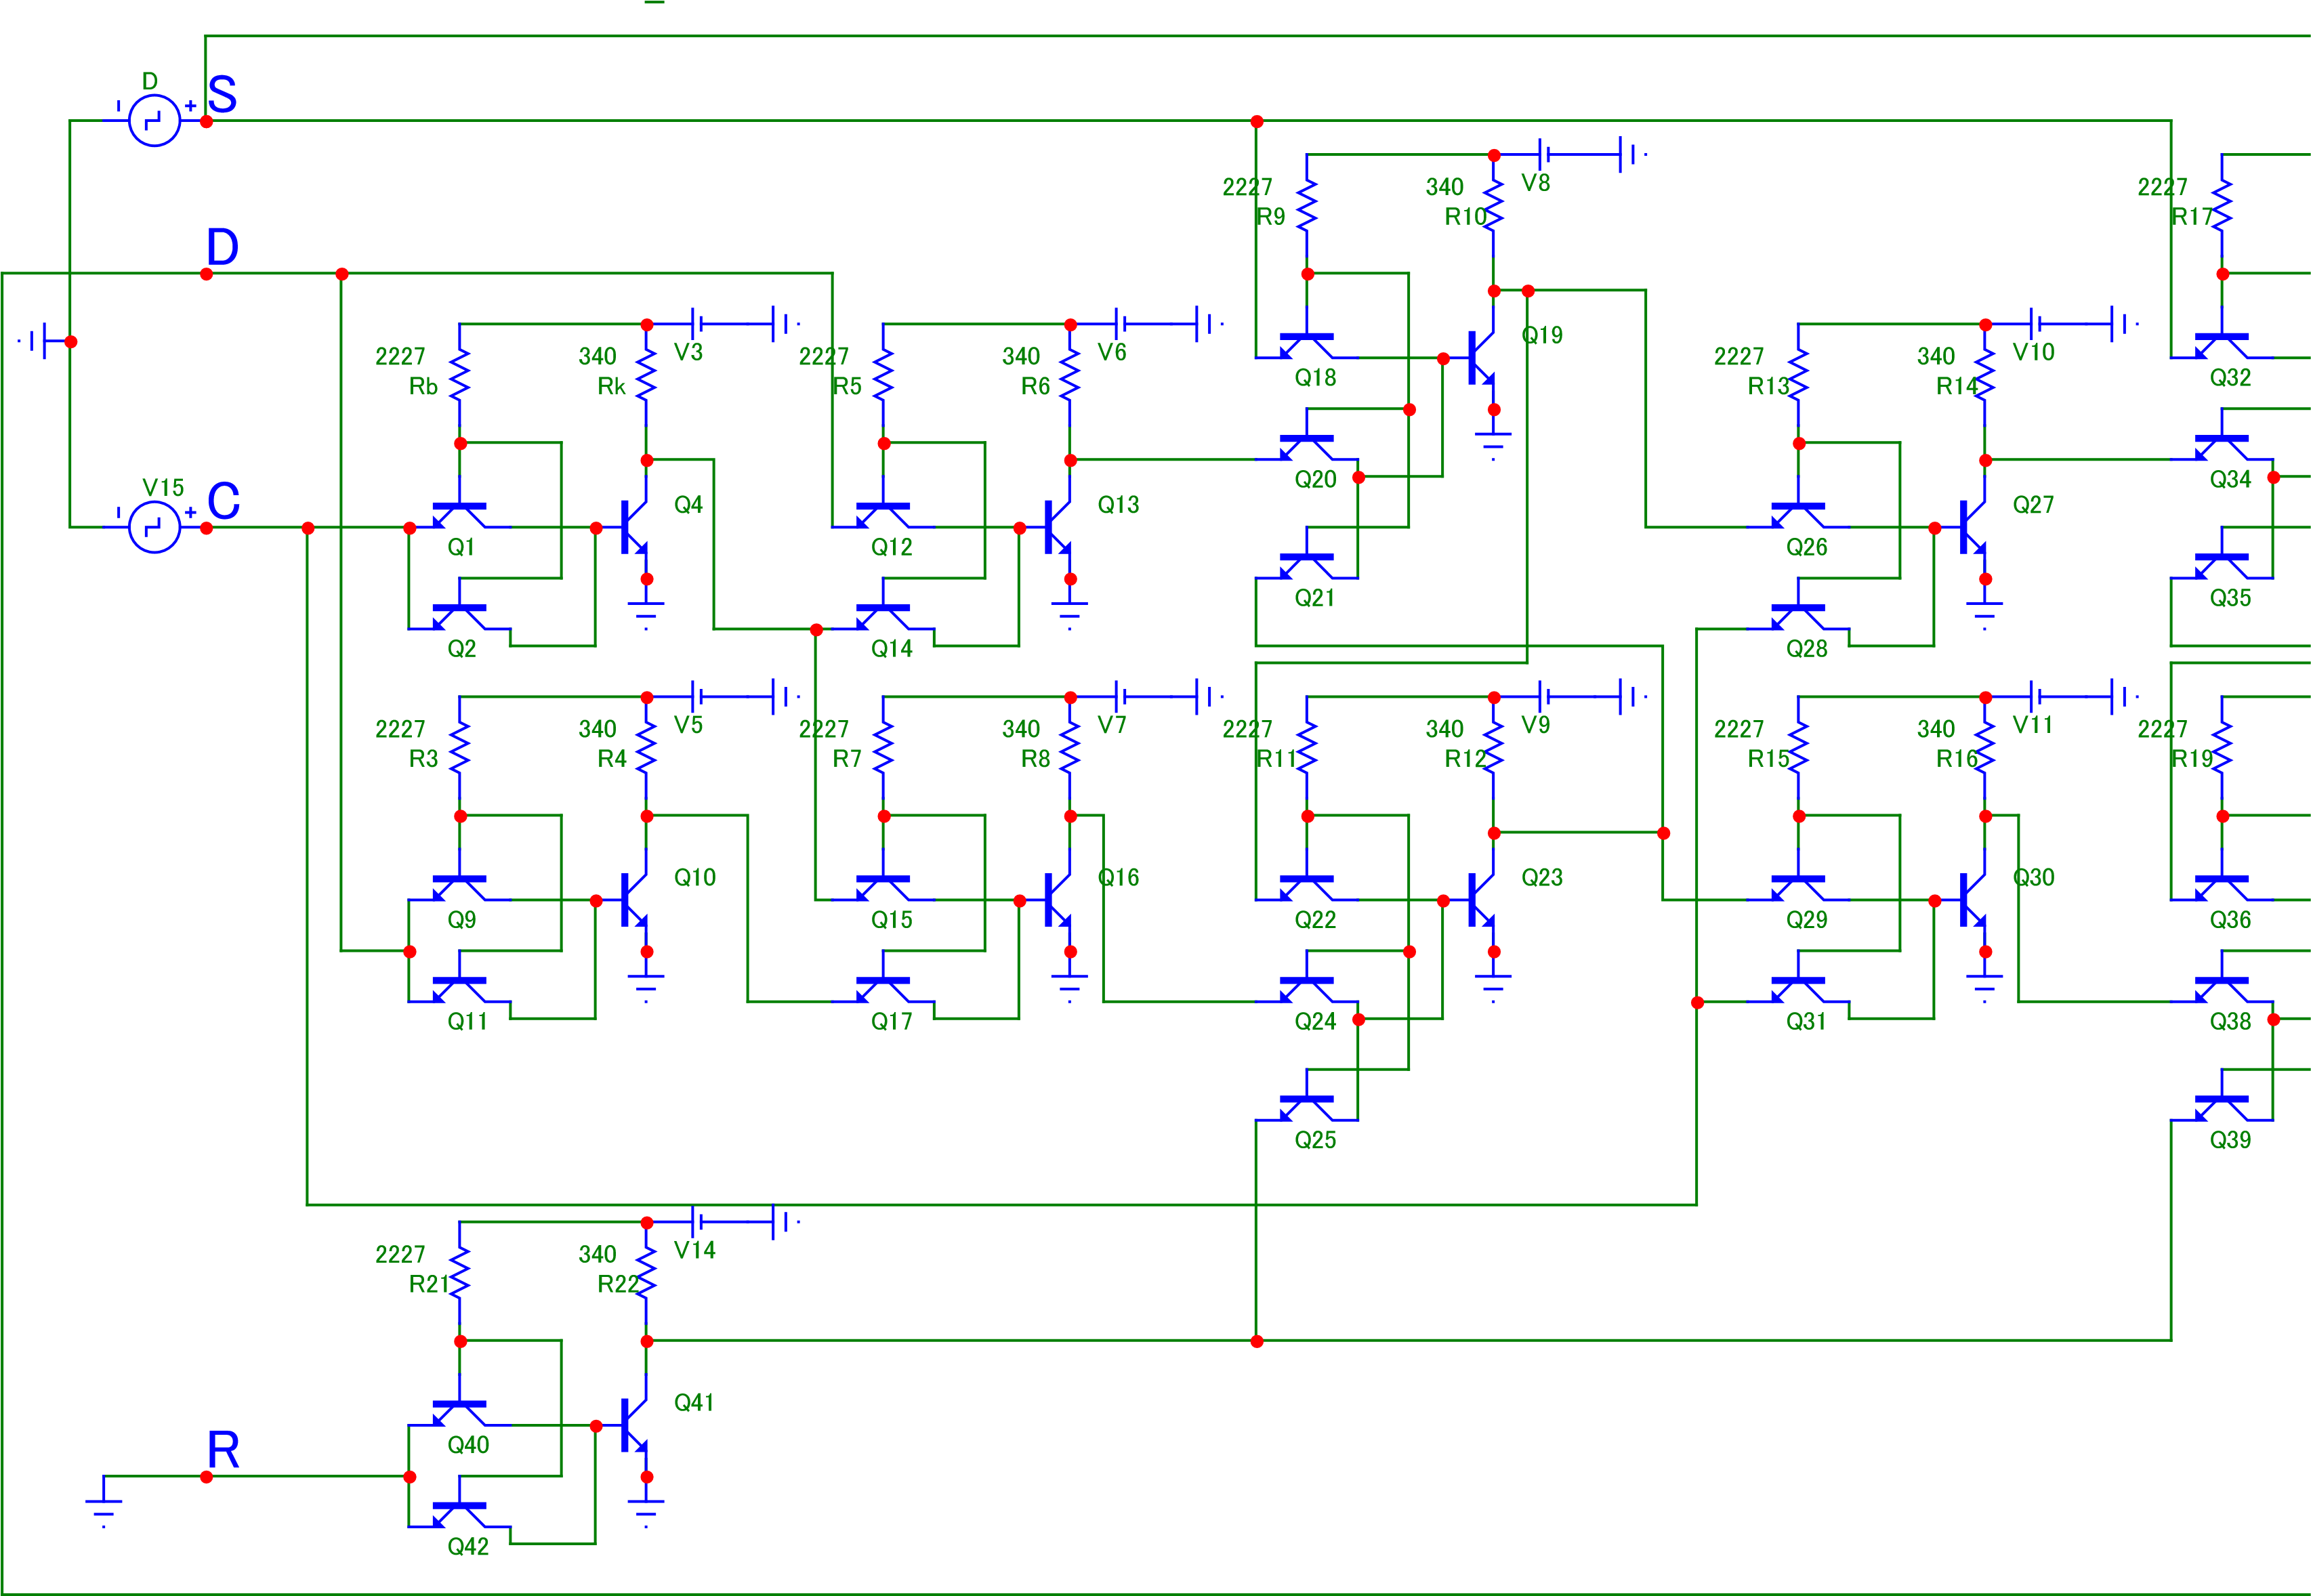 D
S
2227
R9
340
R10
V8
2227
R17
D
2227
Rb
340
Rk
V3
2227
R5
340
R6
V6
Q18
Q19
2227
R13
340
R14
V10
Q32
V15
C
Q1
Q4
Q12
Q13
Q20
Q26
Q27
Q34
Q2
Q14
Q21
Q28
Q35
2227
R3
340
R4
V5
2227
R7
340
R8
V7
2227
R11
340
R12
V9
2227
R15
340
R16
V11
2227
R19
Q9
Q10
Q15
Q16
Q22
Q23
Q29
Q30
Q36
Q11
Q17
Q24
Q31
Q38
Q25
Q39
2227
R21
340
R22
V14
Q40
Q41
R
Q42